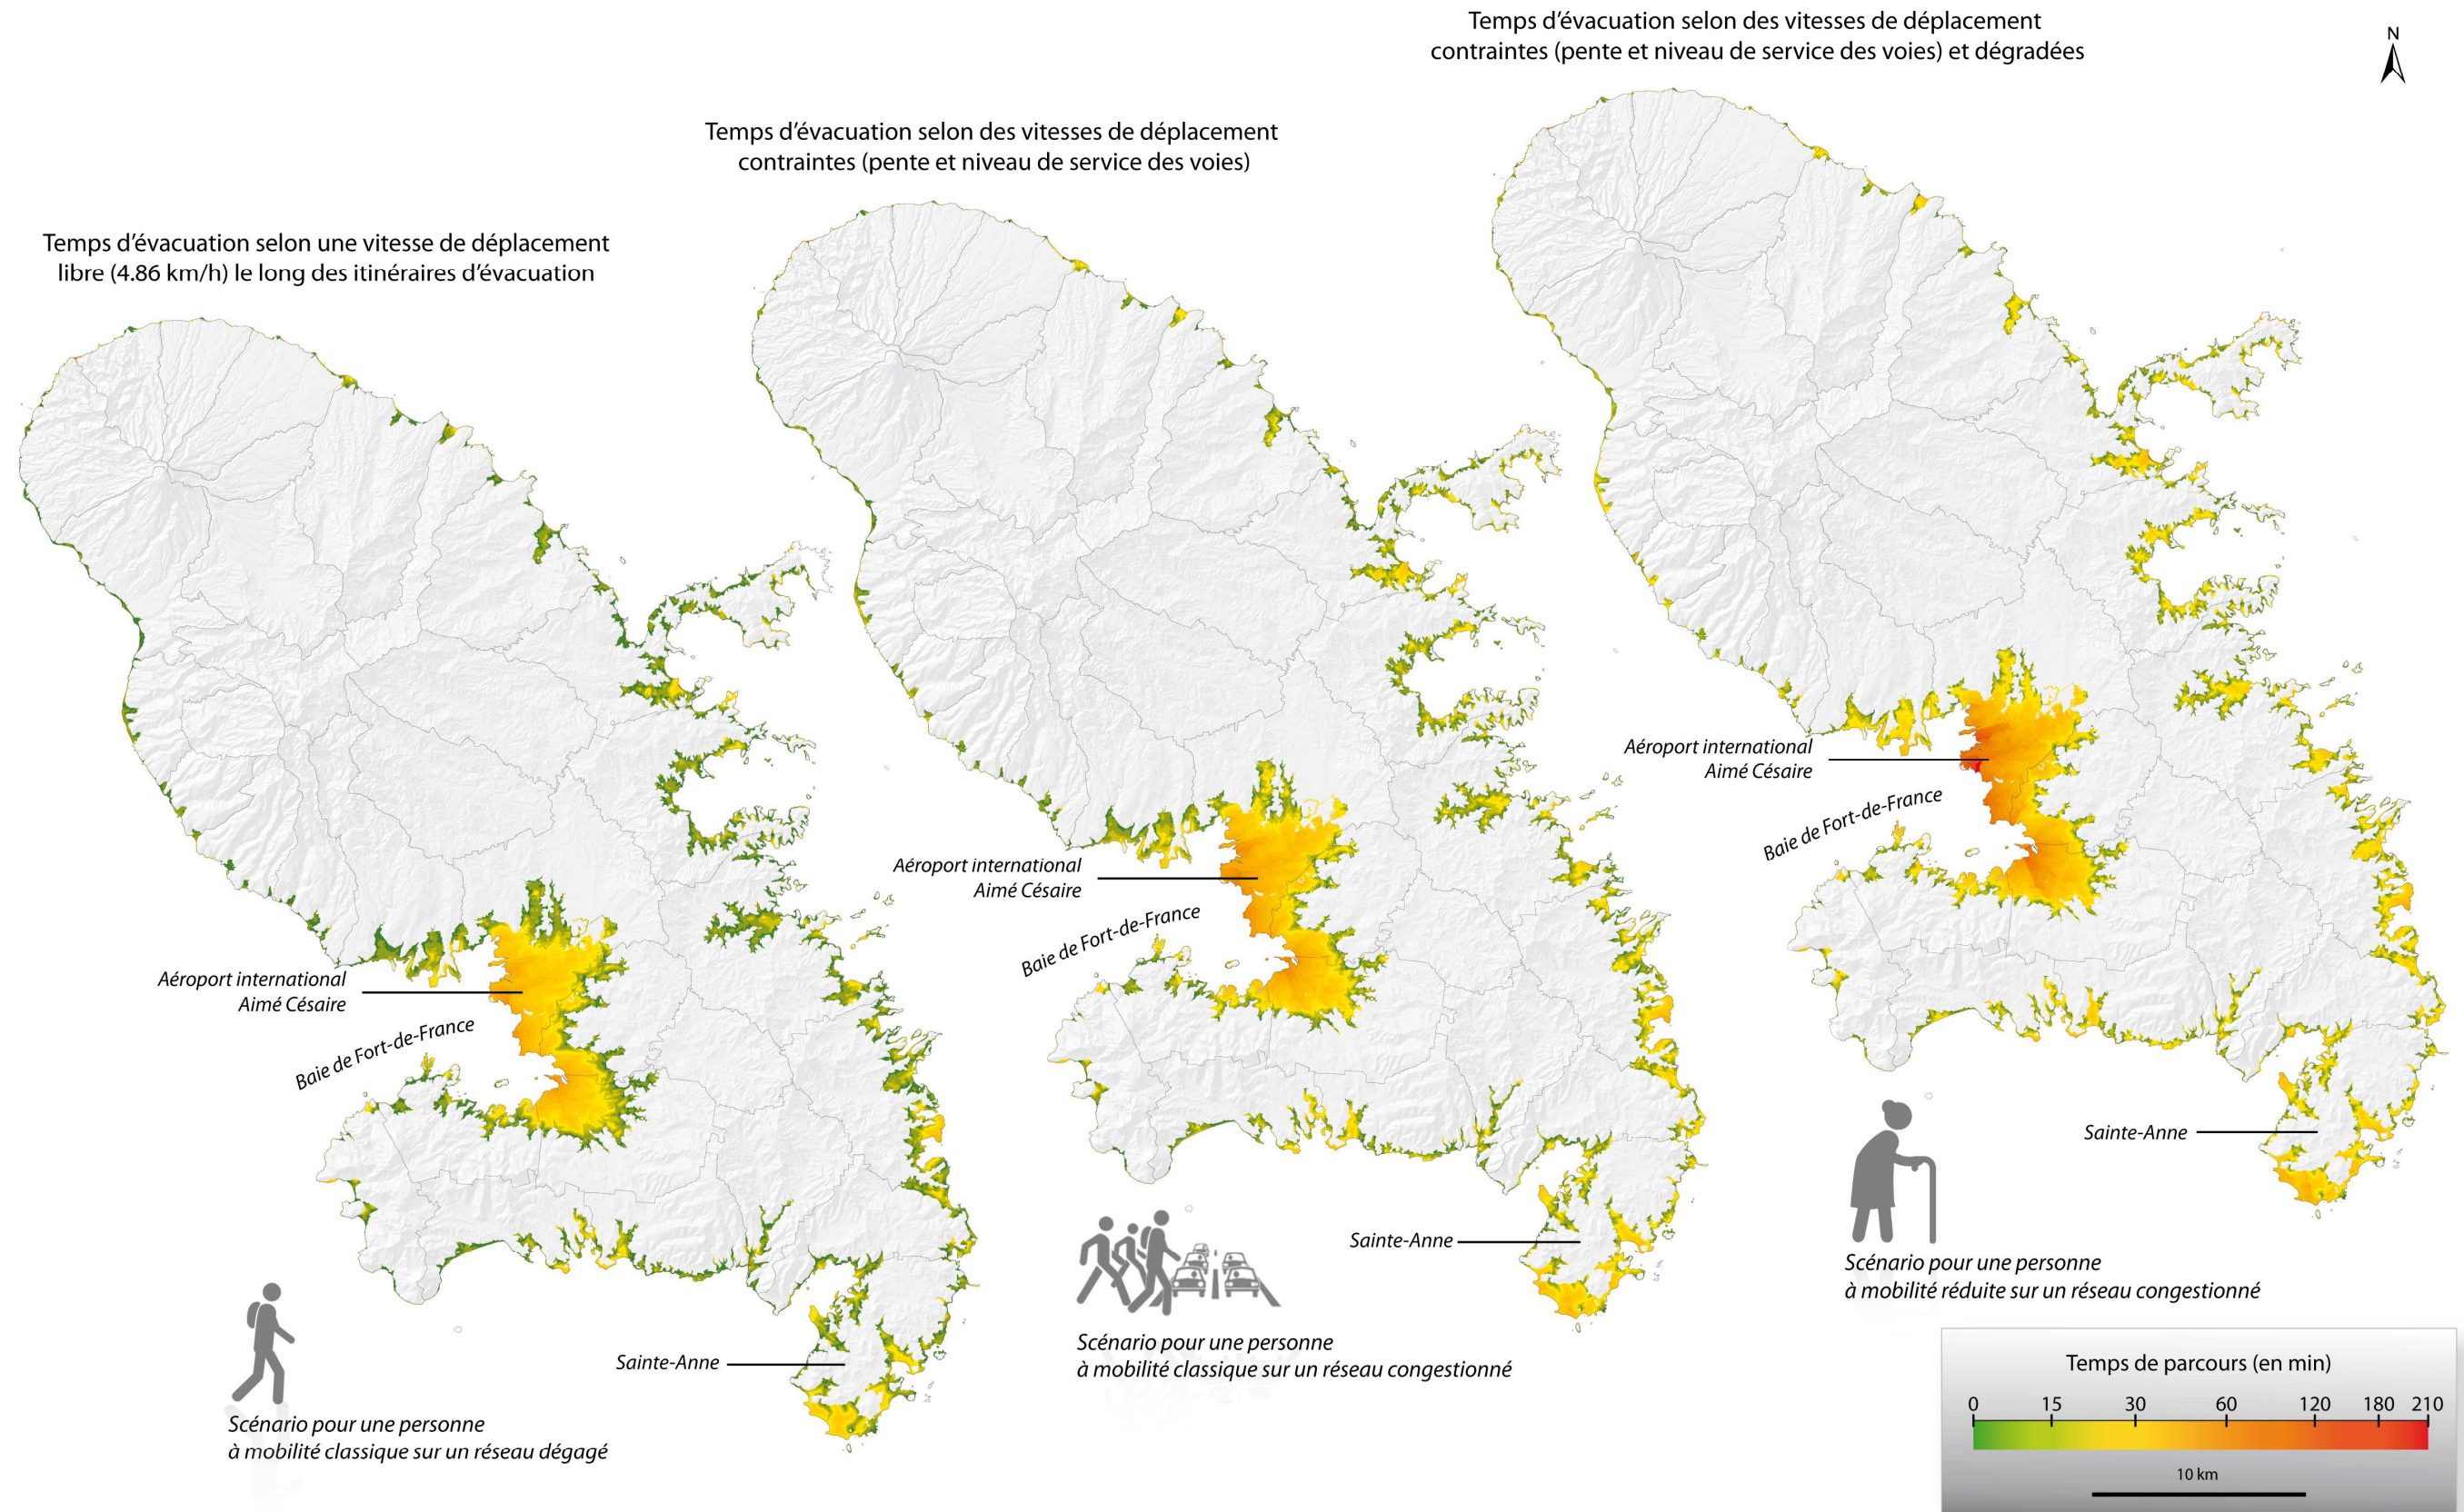 Temps d’évacuation selon des vitesses de déplacement
contraintes (pente et niveau de service des voies) et dégradées
N
Temps d’évacuation selon des vitesses de déplacement
contraintes (pente et niveau de service des voies)
Temps d’évacuation selon une vitesse de déplacement
libre (4.86 km/h) le long des itinéraires d’évacuation
Aéroport international
Aimé Césaire
Baie de Fort-de-France
Sainte-Anne
Scénario pour une personne
à mobilité classique sur un réseau dégagé
Aéroport international
Aimé Césaire
Baie de Fort-de-France
Sainte-Anne
Scénario pour une personne
à mobilité classique sur un réseau congestionné
Aéroport international
Aimé Césaire
Baie de Fort-de-France
Sainte-Anne
Scénario pour une personne
à mobilité réduite sur un réseau congestionné
Temps de parcours (en min)
0 15 30 60 120 180 210
10 km